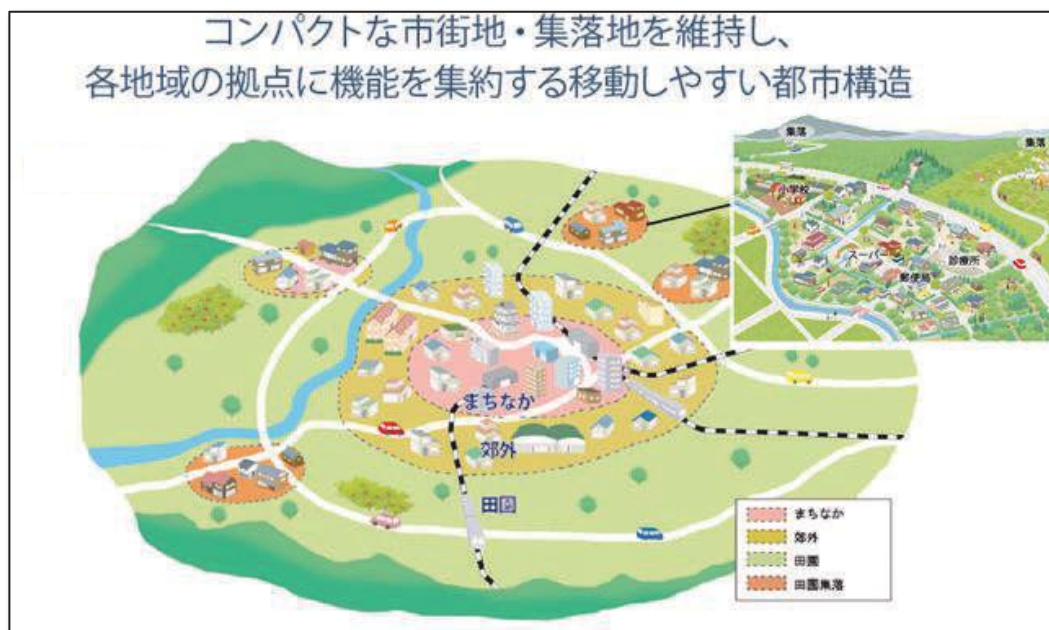 コンパクトな市街地・集落地を維持し、
各地域の拠点に機能を集約する移動しやすい都市構造
集落
集落
小学校
スーパー
診療所
郵便局
まちなか
郊外
田園
まちなか
郊外
田園
田園集落